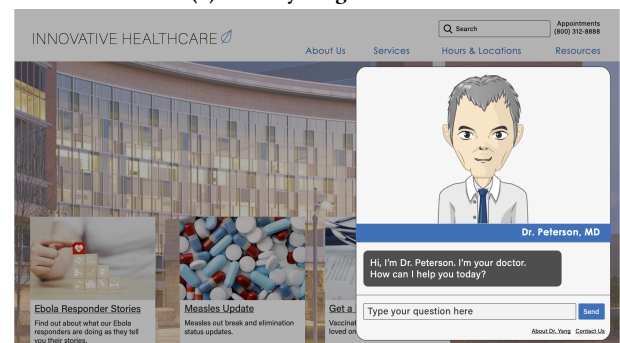 INNOVATIVE HEALTHCARE
Search
Appointments
(800) 312-8888
About Us
Services
Hours & Locations
Resources
Dr. Peterson, MD
Hi, I'm Dr. Peterson. I'm your doctor.
How can I help you today?
Type your question here
Send
About Dr. Yang
Contact Us
Ebola Responder Stories
Find out about what our Ebola
responders are doing as they tell
you their stories.
Measles Update
Measles out break and elimination
status updates.
Get a
Vaccinat
loved on